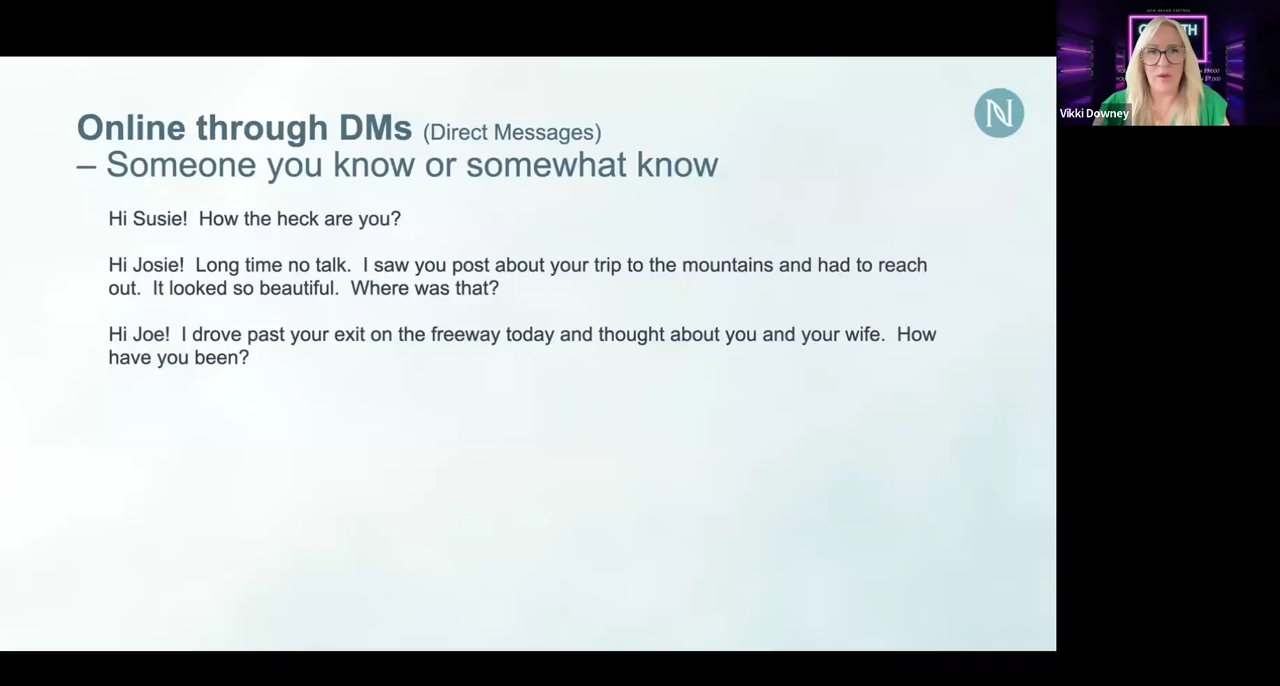 Online through DMs (Direct Messages)
– Someone you know or somewhat know
Hi Susie!  How the heck are you?
Hi Josie!  Long time no talk.  I saw you post about your trip to the mountains and had to reach
out.  It looked so beautiful.  Where was that?
Hi Joe!  I drove past your exit on the freeway today and thought about you and your wife.  How
have you been?
N
NEW BRAND PARTNER
Vikki Downey